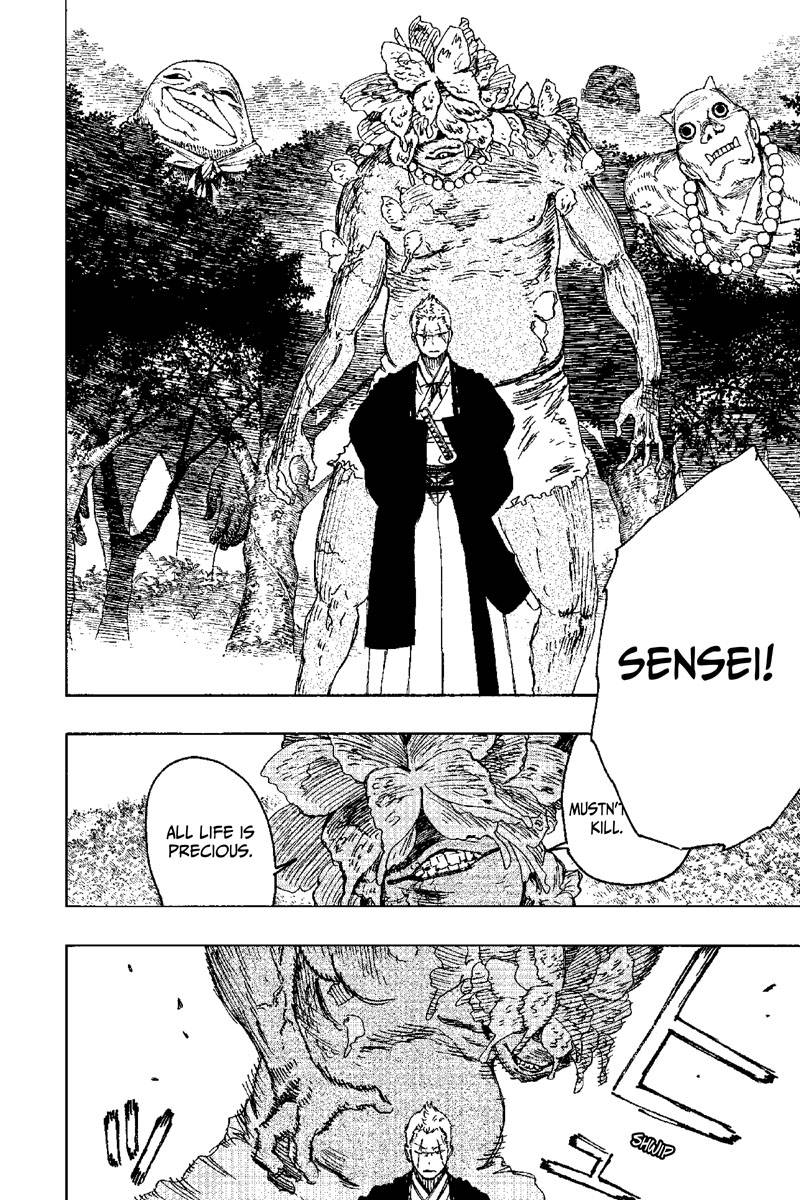 SENSEI!
MUSTN'T
KILL.
ALL LIFE IS
PRECIOUS.
SHWIP